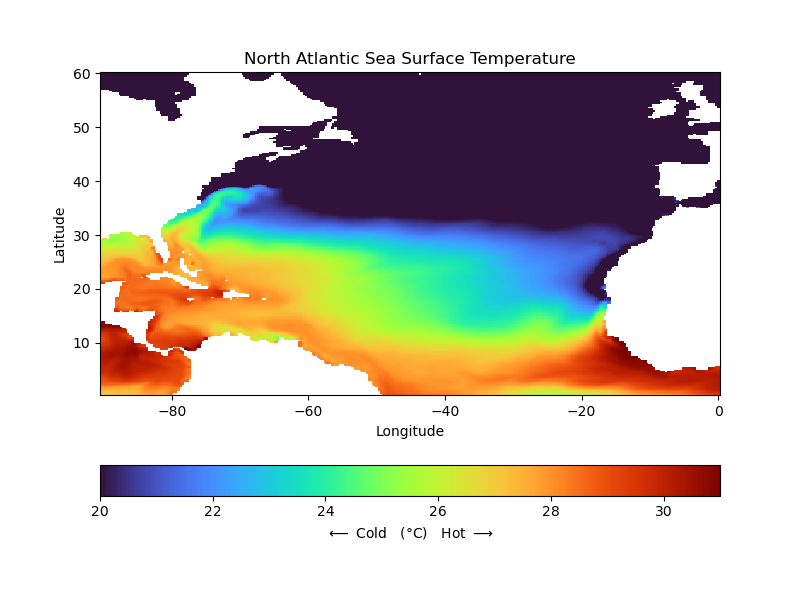 North Atlantic Sea Surface Temperature
60
50
40
30
20
10
Latitude
−80 −60 −40 −20 0
Longitude
20 22 24 26 28 30
⟵ Cold (°C) Hot ⟶